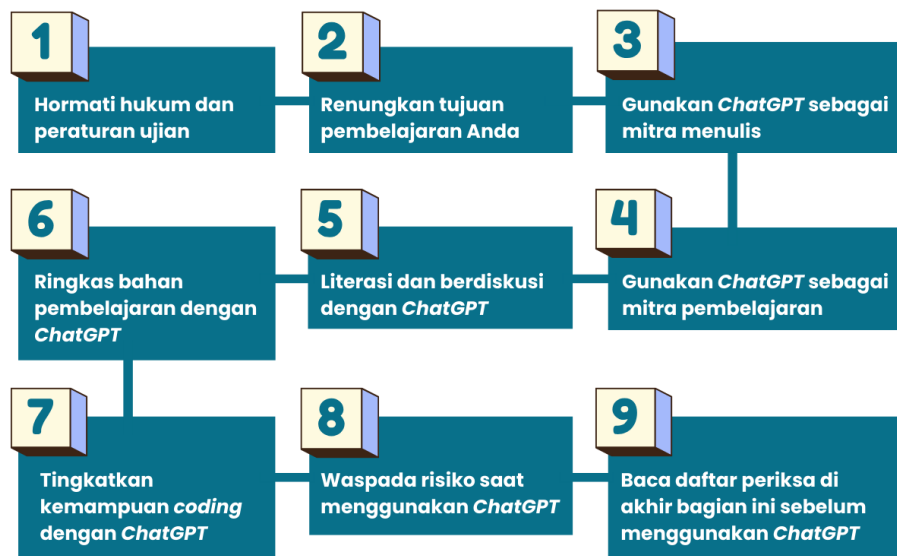 1
Hormati hukum dan
peraturan ujian
2
Renungkan tujuan
pembelajaran Anda
3
Gunakan ChatGPT sebagai
mitra menulis
4
Gunakan ChatGPT sebagai
mitra pembelajaran
5
Literasi dan berdiskusi
dengan ChatGPT
6
Ringkas bahan
pembelajaran dengan
ChatGPT
7
Tingkatkan
kemampuan coding
dengan ChatGPT
8
Waspada risiko saat
menggunakan ChatGPT
9
Baca daftar periksa di
akhir bagian ini sebelum
menggunakan ChatGPT